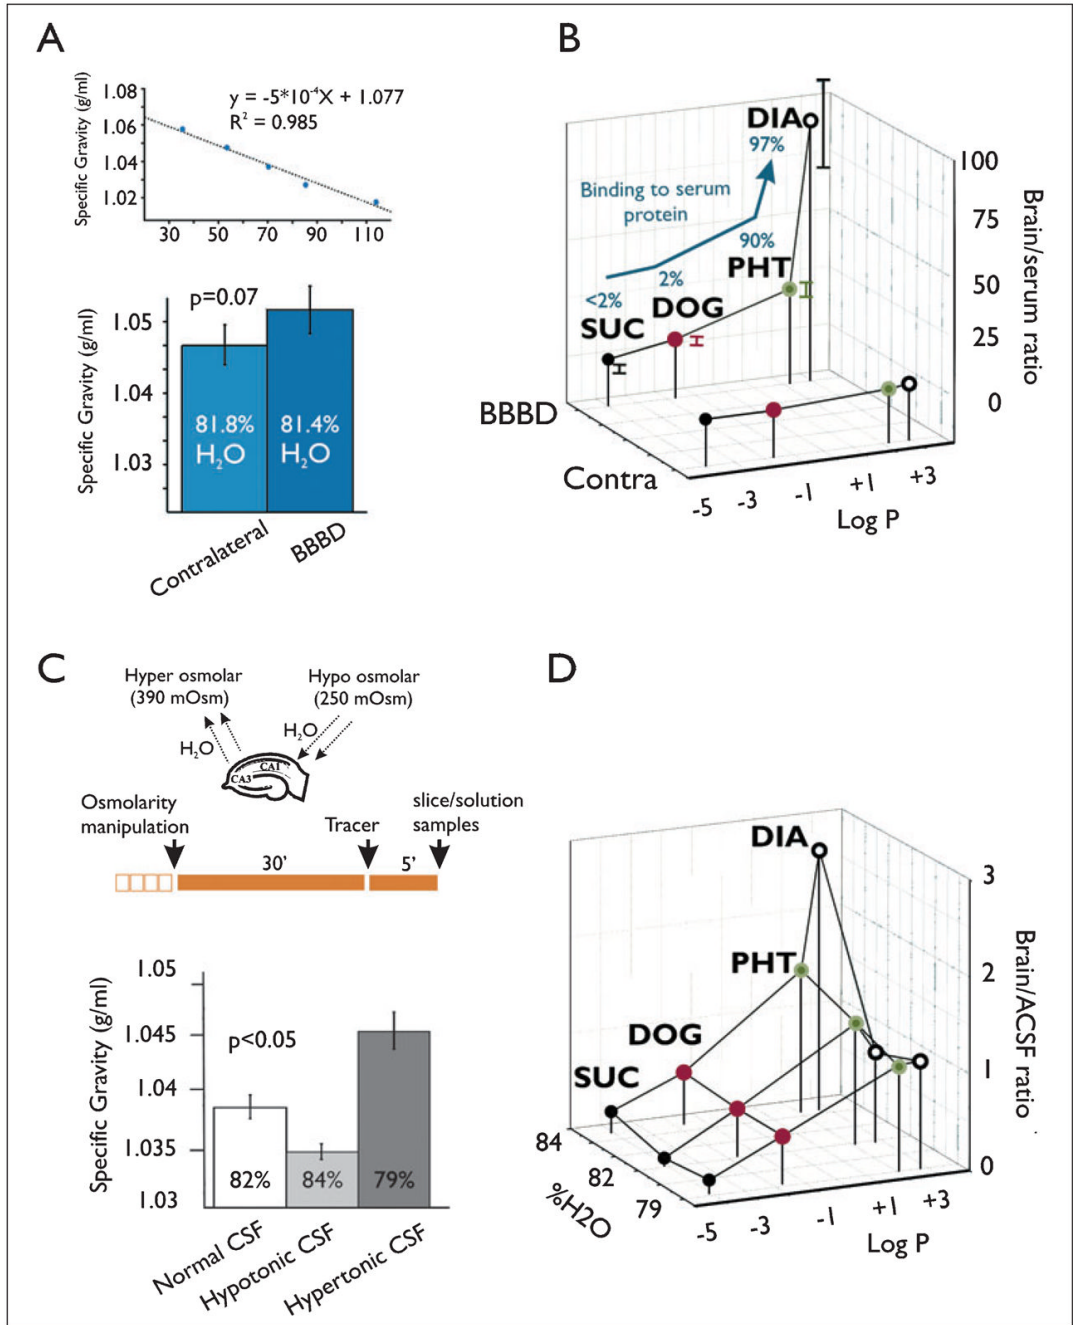 A
Specific Gravity (g/ml)
1.08
1.06
1.04
1.02
y = -5*10⁻⁴X + 1.077
R² = 0.985
30 50 70 90 110
Specific Gravity (g/ml)
1.05
1.04
1.03
p=0.07
81.8%
H₂O
81.4%
H₂O
Contralateral
BBBD
B
DIA
97%
Binding to serum
protein
90%
PHT
2%
DOG
<2%
SUC
BBBD
Contra
100
75
50
25
0
Brain/serum ratio
-5 -3 -1 +1 +3
Log P
C
Hyper osmolar
(390 mOsm)
Hypo osmolar
(250 mOsm)
H₂O
H₂O
CA1
CA3
Osmolarity
manipulation
Tracer
slice/solution
samples
30'
5'
Specific Gravity (g/ml)
1.05
1.045
1.04
1.035
1.03
p<0.05
82%
84%
79%
Normal CSF
Hypotonic CSF
Hypertonic CSF
D
DIA
PHT
DOG
SUC
3
2
1
0
Brain/ACSF ratio
84
82
79
%H2O
-5 -3 -1 +1 +3
Log P